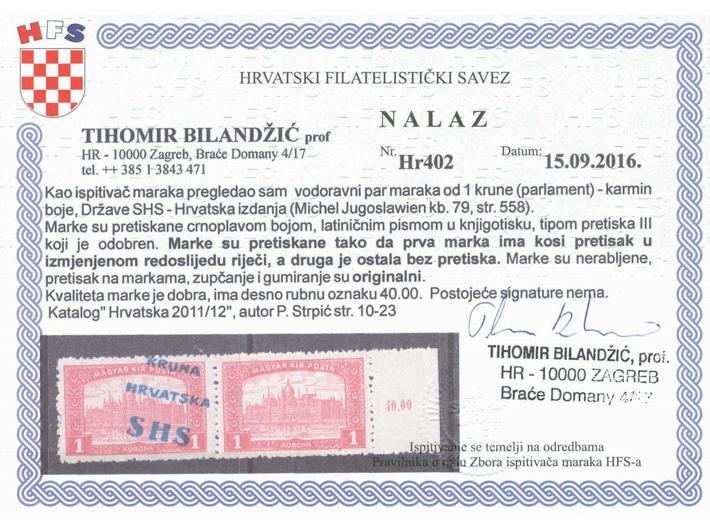 HFS
HRVATSKI FILATELISTIČKI SAVEZ
NALAZ
TIHOMIR BILANDŽIĆ prof
HR - 10000 Zagreb, Braće Domany 4/17
tel. ++ 385 1 3843 471
Nr. Hr402 Datum: 15.09.2016.
Kao ispitivač maraka pregledao sam vodoravni par maraka od 1 krune (parlament) - karmin
boje, Države SHS - Hrvatska izdanja (Michel Jugoslawien kb. 79, str. 558).
Marke su pretiskane crnoplavom bojom, latiničnim pismom u knjigotisku, tipom pretiska III
koji je odobren. Marke su pretiskane tako da prva marka ima kosi pretisak u
izmjenjenom redoslijedu riječi, a druga je ostala bez pretiska. Marke su nerabljene,
pretisak na markama, zupčanje i gumiranje su originalni.
Kvaliteta marke je dobra, ima desno rubnu oznaku 40.00. Postojeće signature nema.
Katalog" Hrvatska 2011/12", autor P. Strpić str. 10-23
TIHOMIR BILANDŽIĆ, prof.
HR - 10000 ZAGREB
Braće Domany 4/17
MAGYAR KIR. POSTA
KRUNA
HRVATSKA
SHS
1 KORONA 1
MAGYAR KIR. POSTA
1 KORONA 1
40.00
Ispitivanje se temelji na odredbama
Pravilnika o radu Zbora ispitivača maraka HFS-a